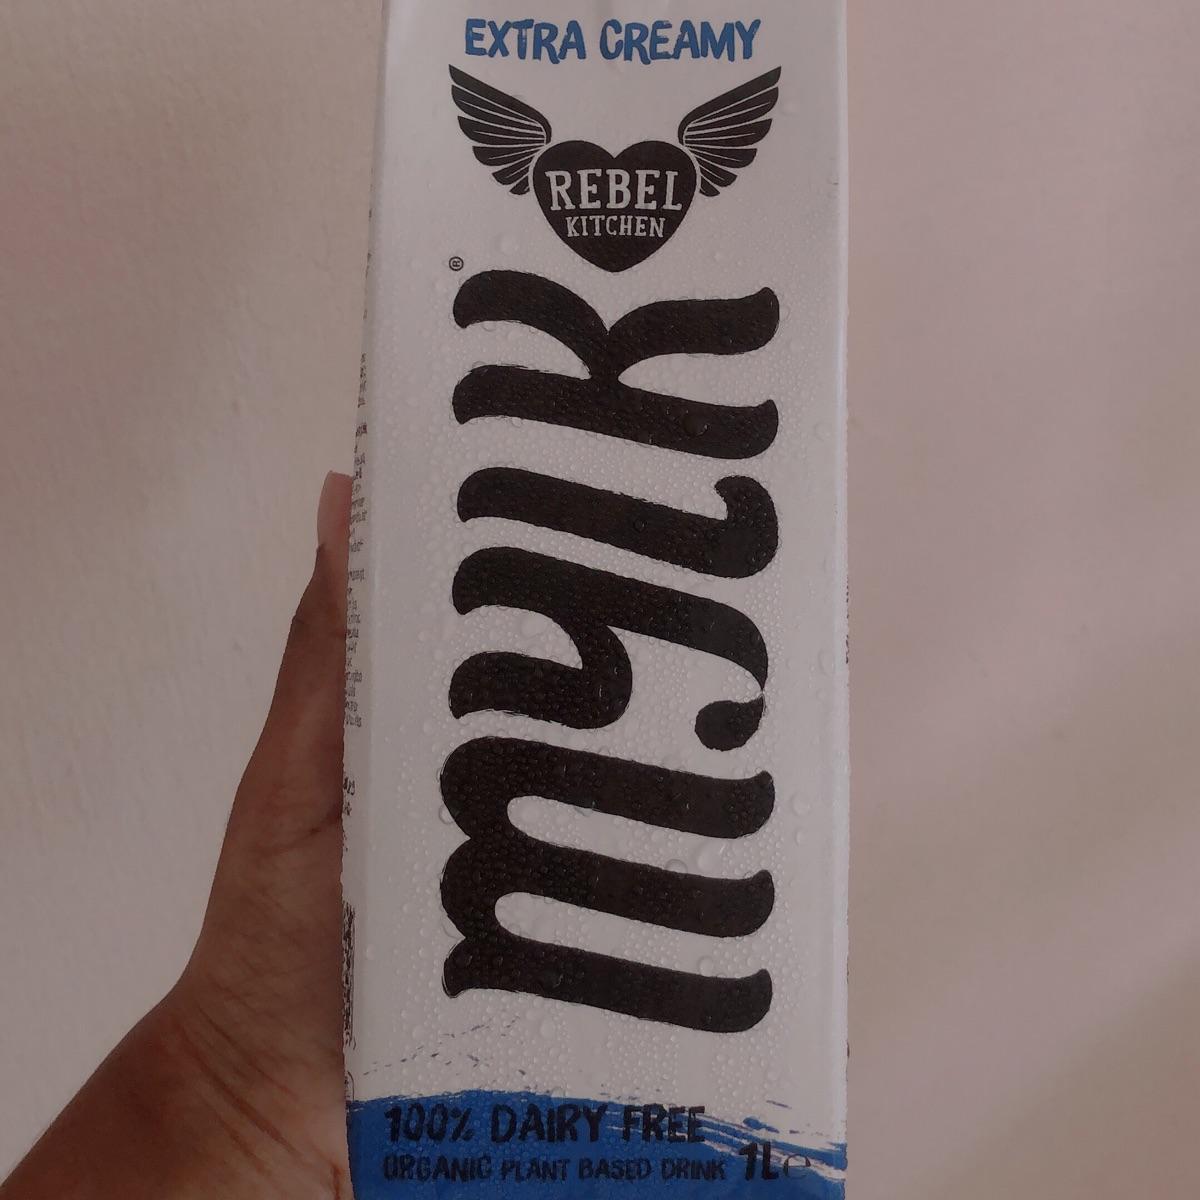 EXTRA CREAMY
REBEL
KITCHEN
®
mylk
100% DAIRY FREE
ORGANIC PLANT BASED DRINK 1L℮